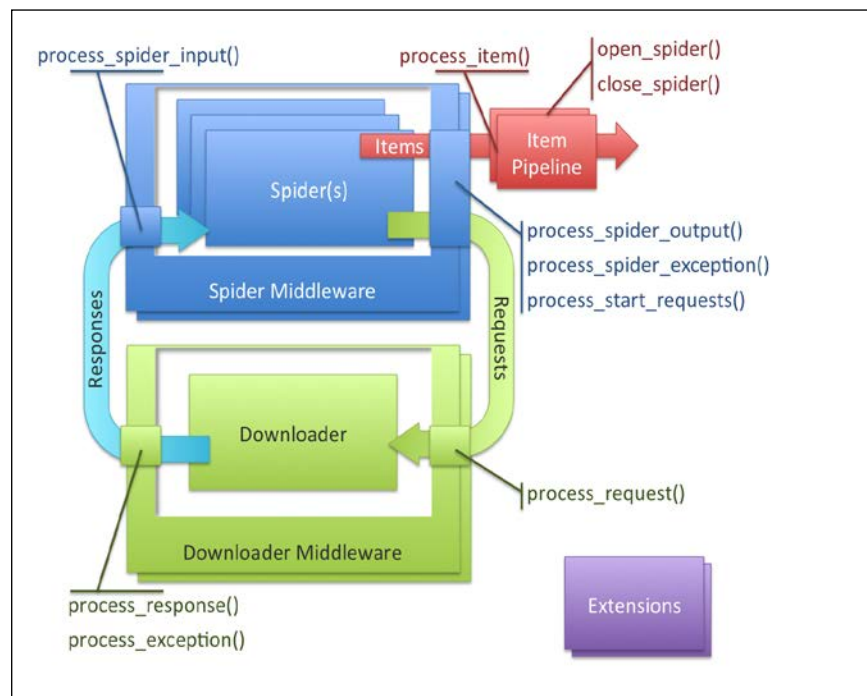 process_spider_input()
process_item()
open_spider()
close_spider()
Items
Item
Pipeline
Spider(s)
process_spider_output()
process_spider_exception()
process_start_requests()
Spider Middleware
Responses
Requests
Downloader
process_request()
Downloader Middleware
process_response()
process_exception()
Extensions